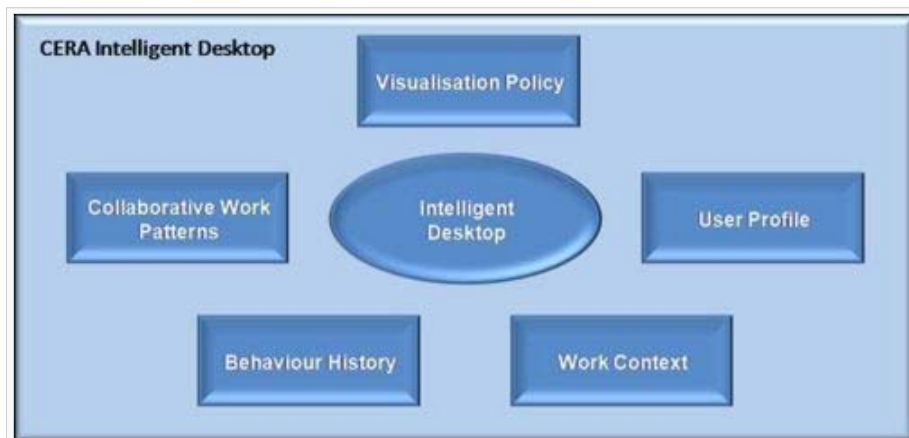 CERA Intelligent Desktop
Visualisation Policy
Collaborative Work
Patterns
Intelligent
Desktop
User Profile
Behaviour History
Work Context